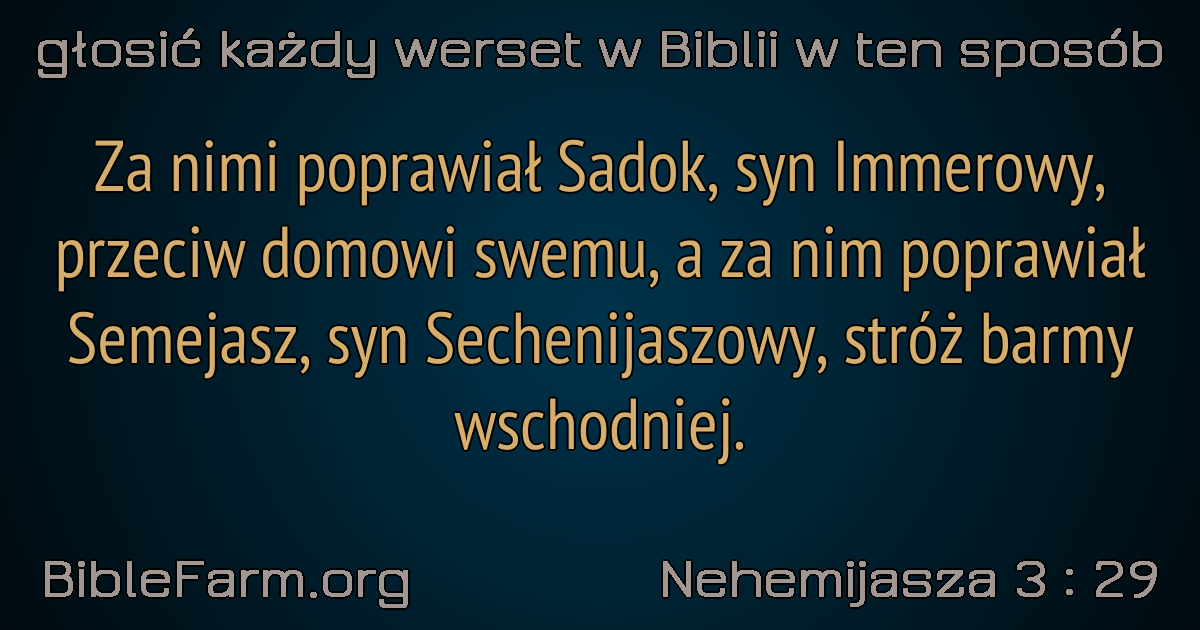 głosić każdy werset w Biblii w ten sposób
Za nimi poprawiał Sadok, syn Immerowy,
przeciw domowi swemu, a za nim poprawiał
Semejasz, syn Sechenijaszowy, stróż barmy
wschodniej.
BibleFarm.org
Nehemijasza 3 : 29